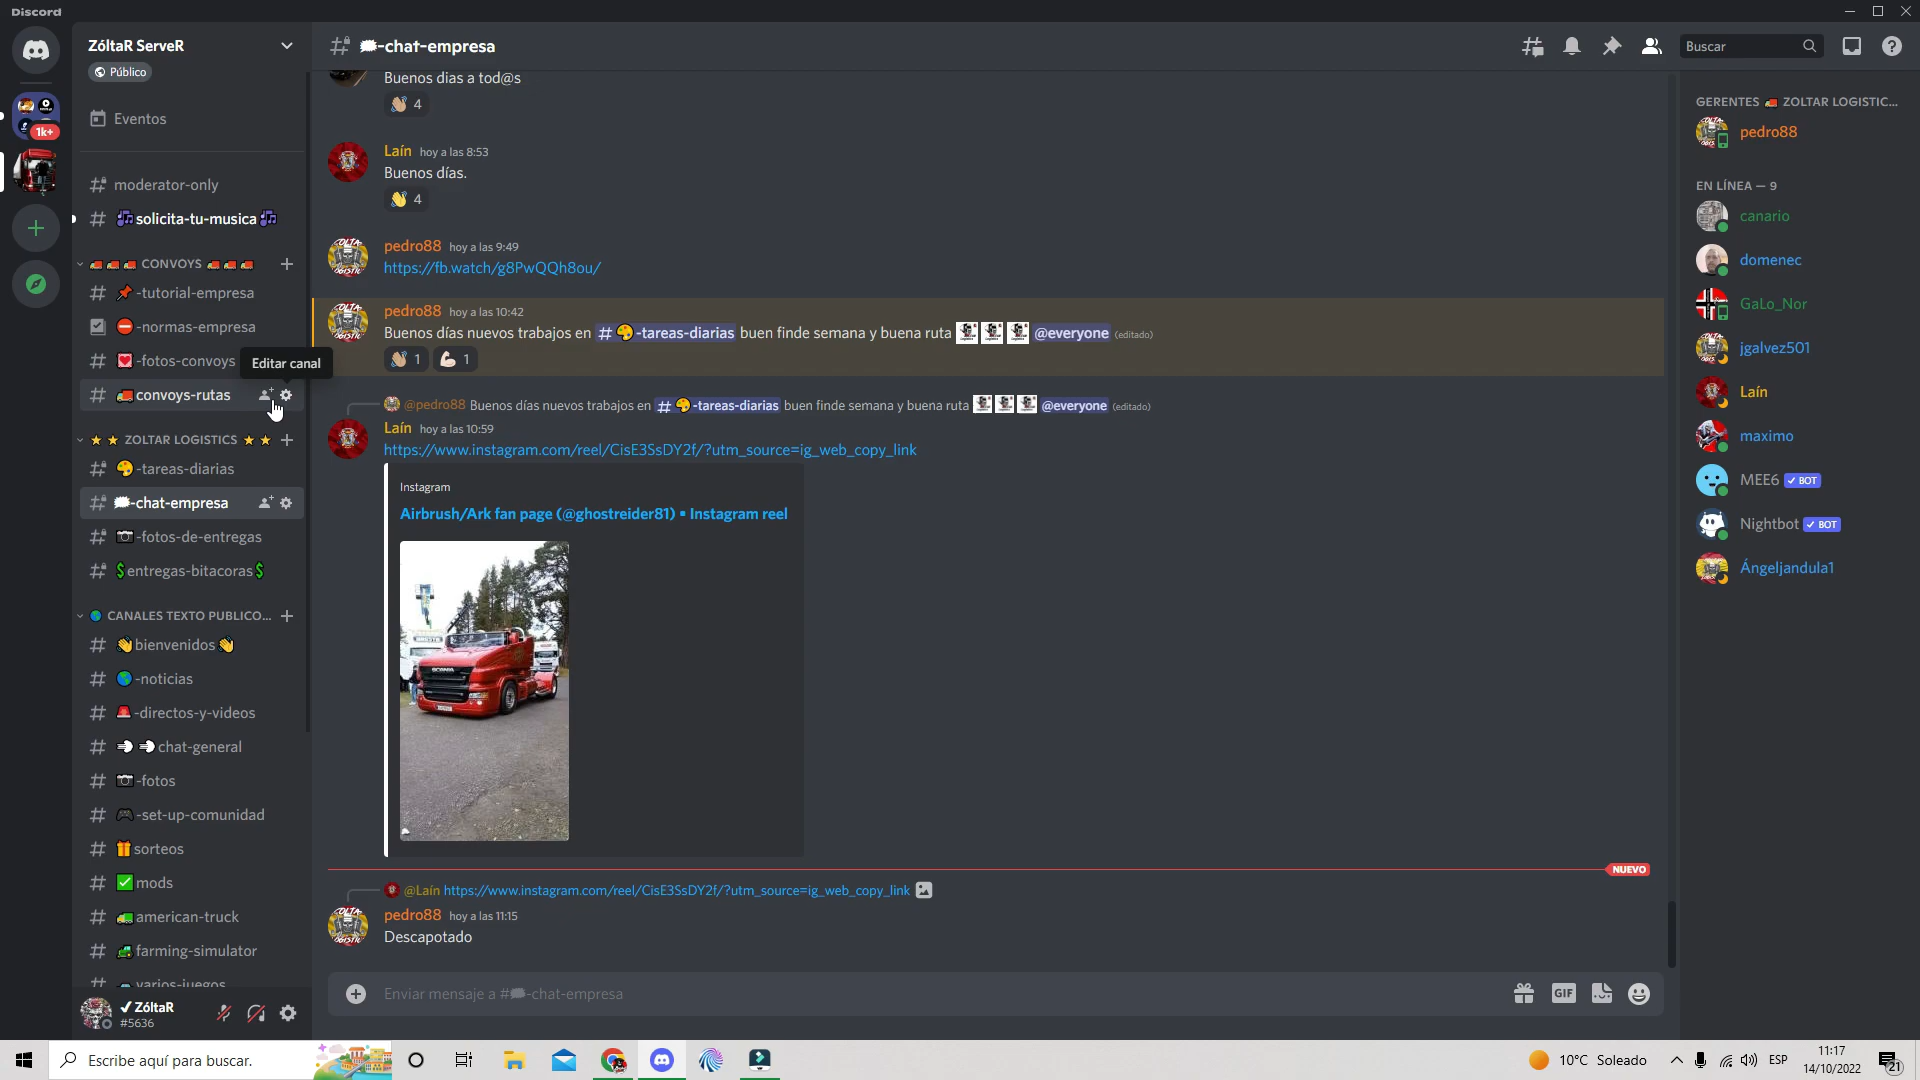 Discord
ZóltaR ServeR
Público
Eventos
moderator-only
solicita-tu-musica
CONVOYS
-tutorial-empresa
-normas-empresa
-fotos-convoys
Editar canal
convoys-rutas
ZOLTAR LOGISTICS
-tareas-diarias
-chat-empresa
-fotos-de-entregas
entregas-bitacoras
CANALES TEXTO PUBLICO...
bienvenidos
-noticias
-directos-y-videos
chat-general
-fotos
-set-up-comunidad
sorteos
mods
american-truck
farming-simulator
varios-juegos
1k+
✓ZóltaR
#5636
-chat-empresa
Buscar
Buenos dias a tod@s
4
Laín hoy a las 8:53
Buenos días.
4
pedro88 hoy a las 9:49
https://fb.watch/g8PwQQh8ou/
pedro88 hoy a las 10:42
Buenos días nuevos trabajos en # -tareas-diarias buen finde semana y buena ruta @everyone (editado)
1 1
@pedro88 Buenos días nuevos trabajos en # -tareas-diarias buen finde semana y buena ruta @everyone (editado)
Laín hoy a las 10:59
https://www.instagram.com/reel/CisE3SsDY2f/?utm_source=ig_web_copy_link
Instagram
Airbrush/Ark fan page (@ghostreider81) • Instagram reel
SCANIA
NUEVO
@Laín https://www.instagram.com/reel/CisE3SsDY2f/?utm_source=ig_web_copy_link
pedro88 hoy a las 11:15
Descapotado
Enviar mensaje a #-chat-empresa
GIF
GERENTES ZOLTAR LOGISTIC...
pedro88
EN LÍNEA — 9
canario
domenec
GaLo_Nor
jgalvez501
Laín
maximo
MEE6 ✓ BOT
Nightbot ✓ BOT
Ángeljandula1
Escribe aquí para buscar.
10°C Soleado
ESP
11:17
14/10/2022
21